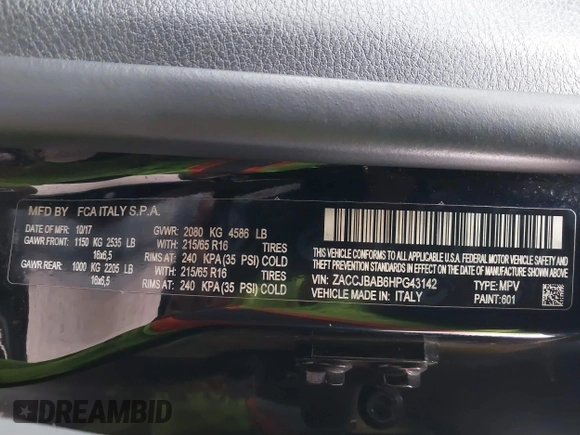 MFD BY FCA ITALY S.P.A.
DATE OF MFR: 10/17 GVWR: 2080 KG 4586 LB
GAWR FRONT: 1150 KG 2535 LB WITH: 215/65 R16 TIRES
16x6,5 RIMS AT: 240 KPA (35 PSI) COLD
GAWR REAR: 1000 KG 2205 LB WITH: 215/65 R16 TIRES
16x6,5 RIMS AT: 240 KPA (35 PSI) COLD
THIS VEHICLE CONFORMS TO ALL APPLICABLE U.S.A. FEDERAL MOTOR VEHICLE SAFETY AND
THEFT PREVENTION STANDARDS IN EFFECT ON THE DATE OF MANUFACTURE SHOWN ABOVE.
VIN: ZACCJBAB6HPG43142 TYPE: MPV
VEHICLE MADE IN: ITALY PAINT: 601
DREAMBID